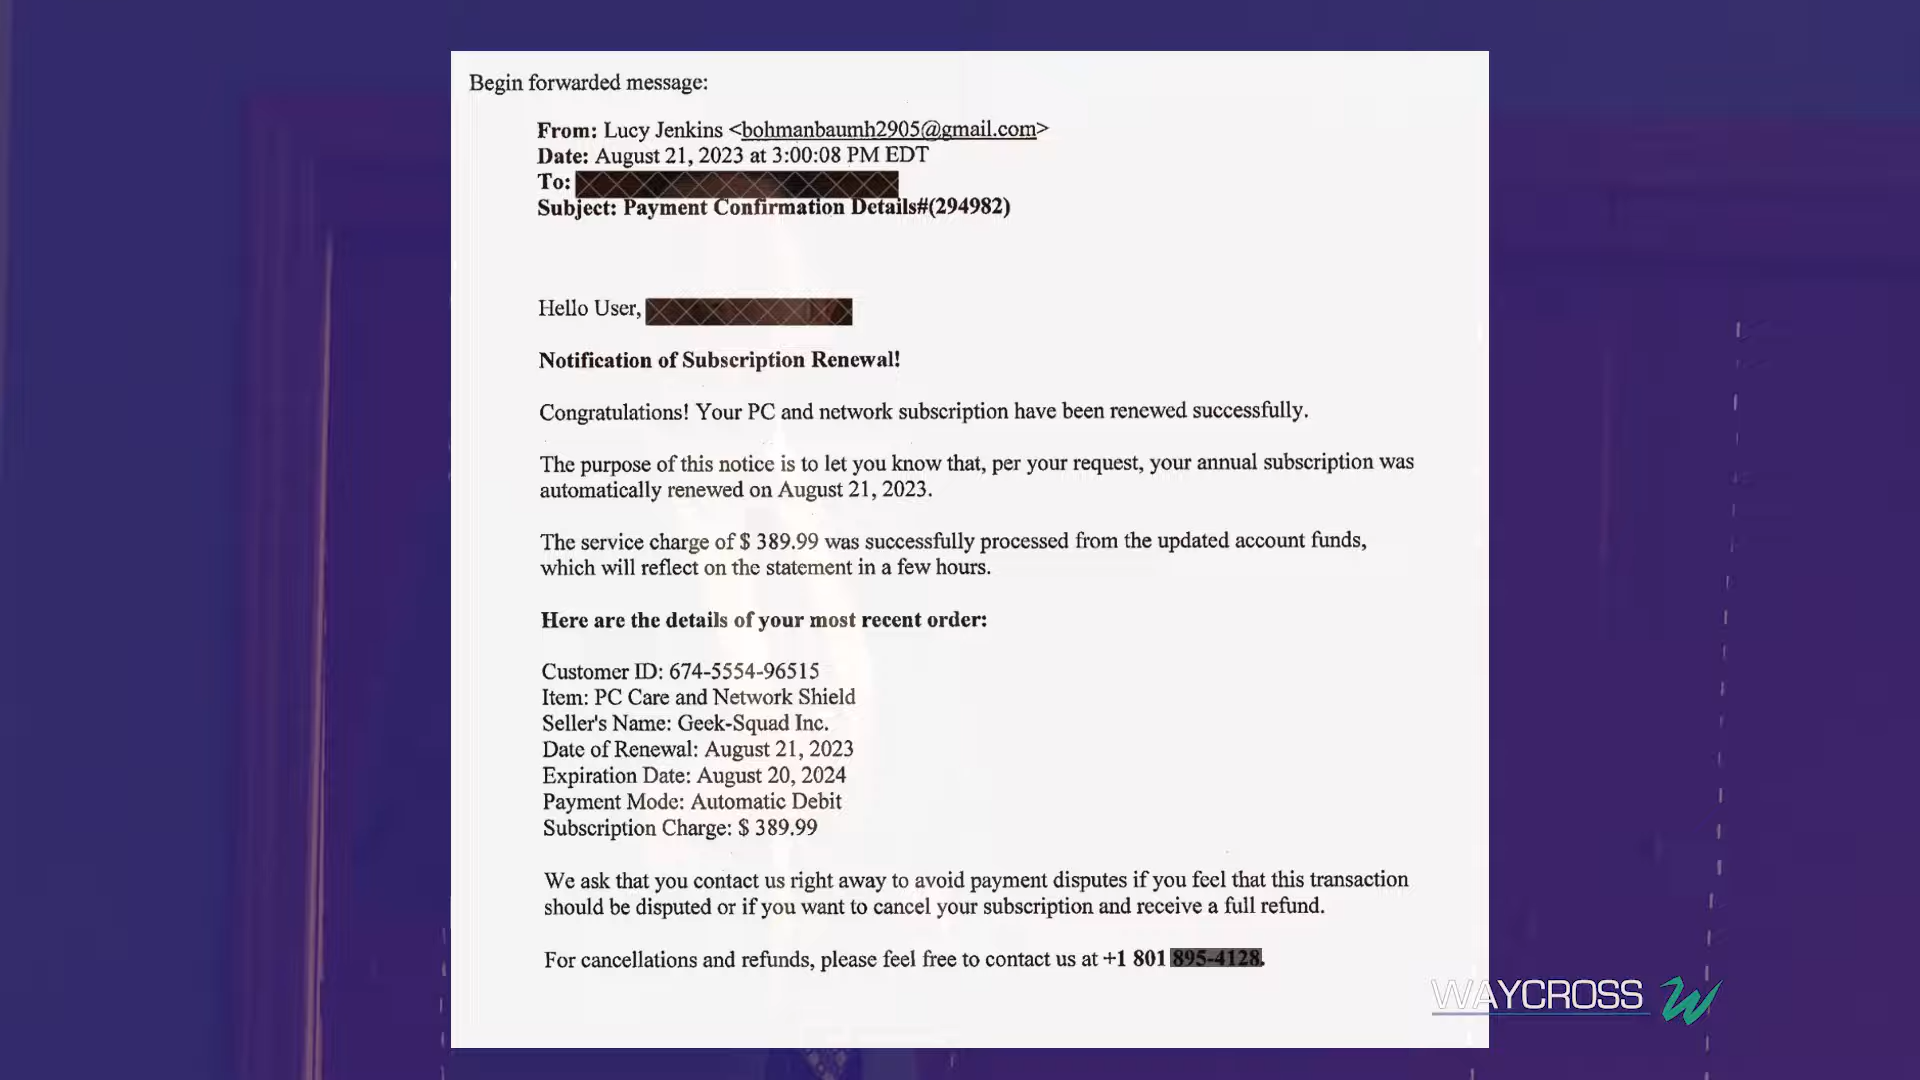 Begin forwarded message:
From: Lucy Jenkins <bohmanbaumh2905@gmail.com>
Date: August 21, 2023 at 3:00:08 PM EDT
To:
Subject: Payment Confirmation Details#(294982)
Hello User,
Notification of Subscription Renewal!
Congratulations! Your PC and network subscription have been renewed successfully.
The purpose of this notice is to let you know that, per your request, your annual subscription was
automatically renewed on August 21, 2023.
The service charge of $ 389.99 was successfully processed from the updated account funds,
which will reflect on the statement in a few hours.
Here are the details of your most recent order:
Customer ID: 674-5554-96515
Item: PC Care and Network Shield
Seller's Name: Geek-Squad Inc.
Date of Renewal: August 21, 2023
Expiration Date: August 20, 2024
Payment Mode: Automatic Debit
Subscription Charge: $ 389.99
We ask that you contact us right away to avoid payment disputes if you feel that this transaction
should be disputed or if you want to cancel your subscription and receive a full refund.
For cancellations and refunds, please feel free to contact us at +1 801 895-4128.
WAYCROSS W